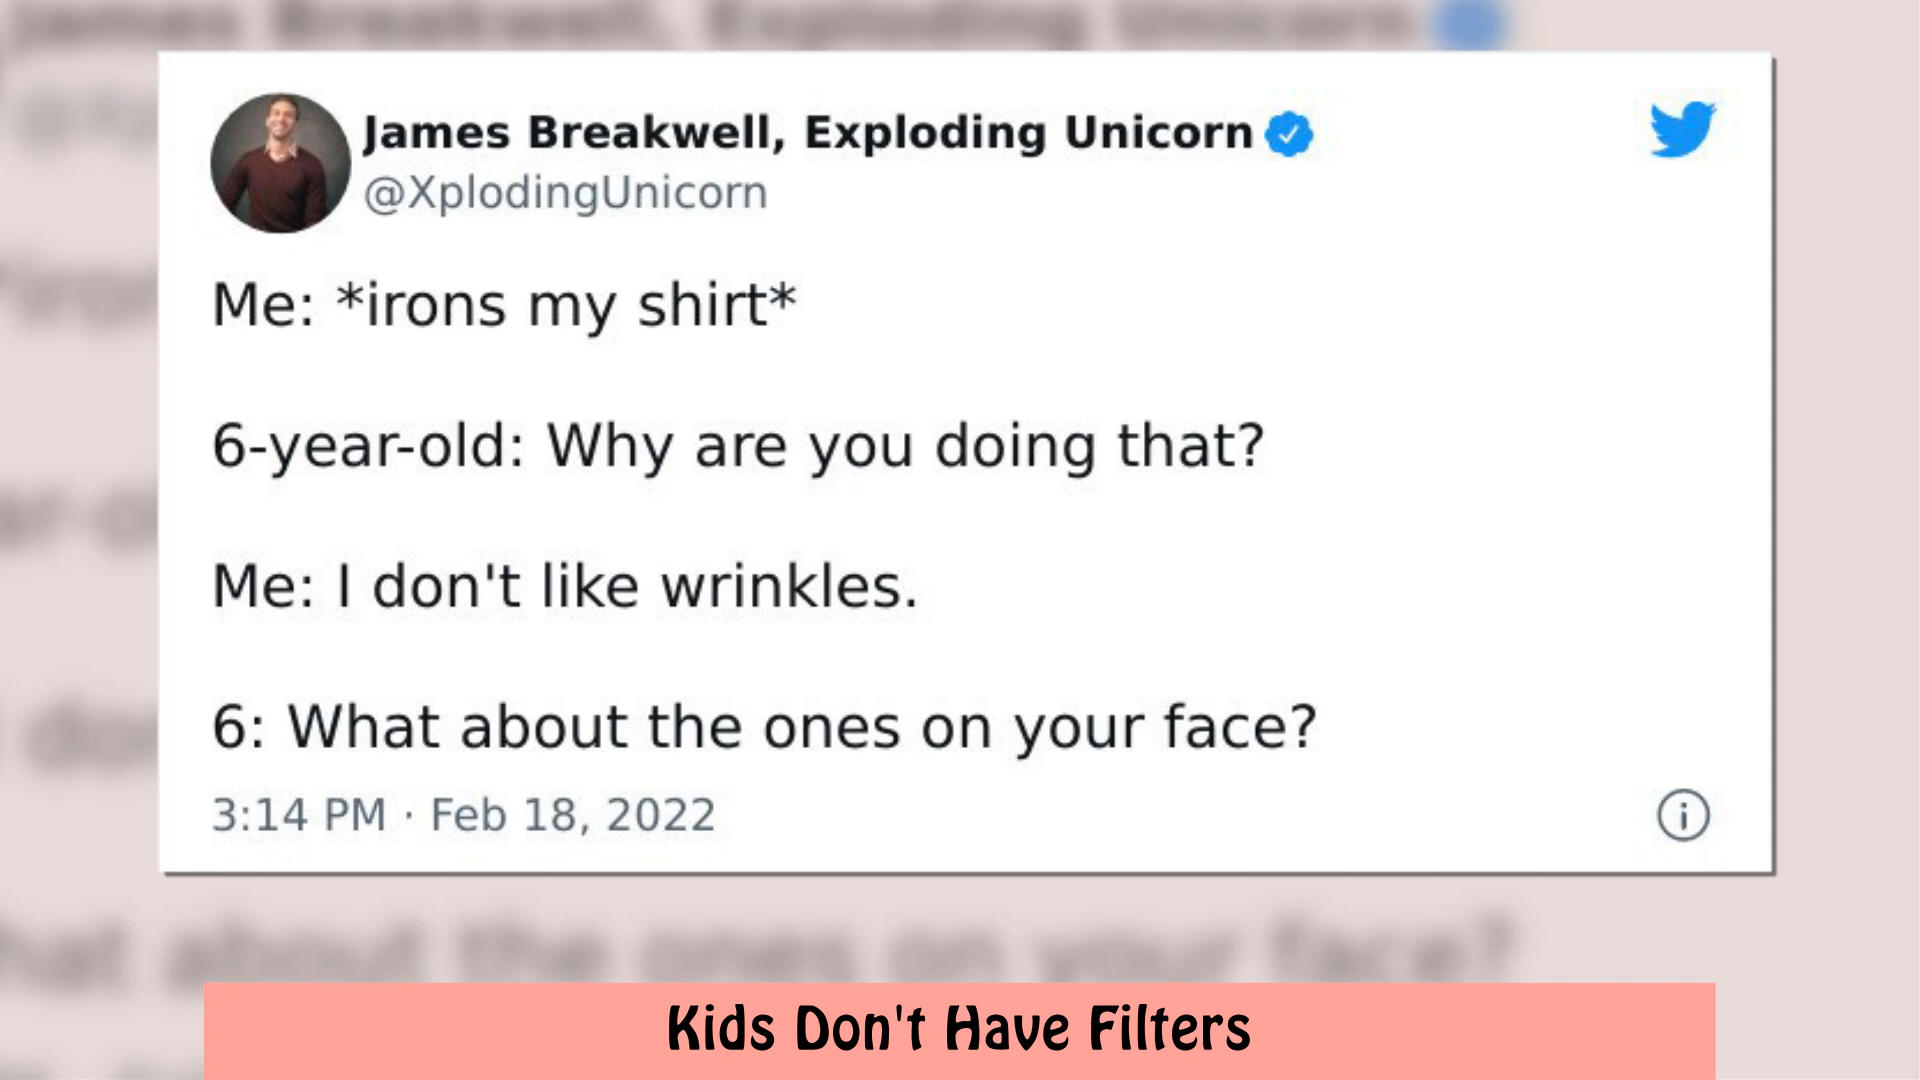 James Breakwell, Exploding Unicorn
@XplodingUnicorn
Me: *irons my shirt*
6-year-old: Why are you doing that?
Me: I don't like wrinkles.
6: What about the ones on your face?
3:14 PM · Feb 18, 2022
Kids Don't Have Filters